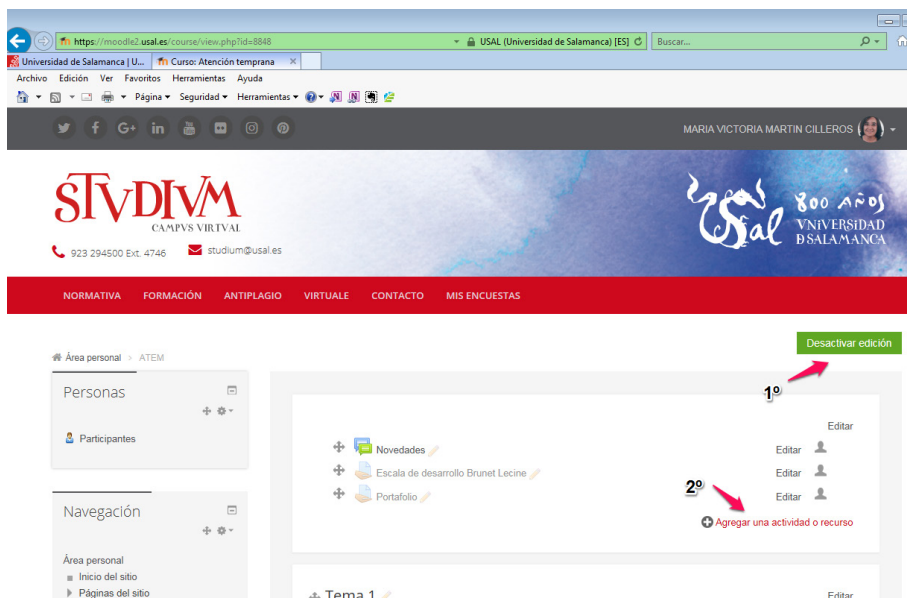 https://moodle2.usal.es/course/view.php?id=8848
USAL (Universidad de Salamanca) [ES]
Buscar...
Universidad de Salamanca | U...
Curso: Atención temprana
Archivo Edición Ver Favoritos Herramientas Ayuda
Página Seguridad Herramientas
MARIA VICTORIA MARTIN CILLEROS
STVDIVM
CAMPVS VIRTVAL
923 294500 Ext. 4746 studium@usal.es
uSal
800 AÑOS
VNiVERSiDAD
D SALAMANCA
NORMATIVA FORMACIÓN ANTIPLAGIO VIRTUALE CONTACTO MIS ENCUESTAS
Desactivar edición
Área personal > ATEM
1º
Personas
Participantes
Editar
Novedades Editar
Escala de desarrollo Brunet Lecine Editar
Portafolio Editar
2º
Agregar una actividad o recurso
Navegación
Área personal
Inicio del sitio
Páginas del sitio
Tema 1 Editar